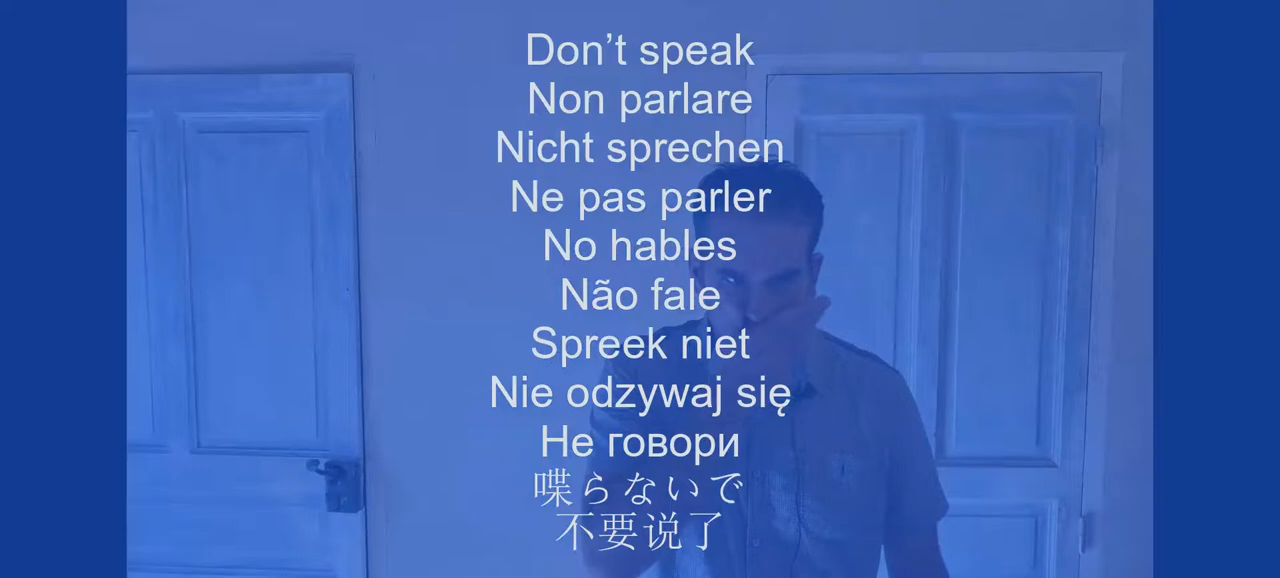 Don’t speak
Non parlare
Nicht sprechen
Ne pas parler
No hables
Não fale
Spreek niet
Nie odzywaj się
Не говори
喋らないで
不要说了